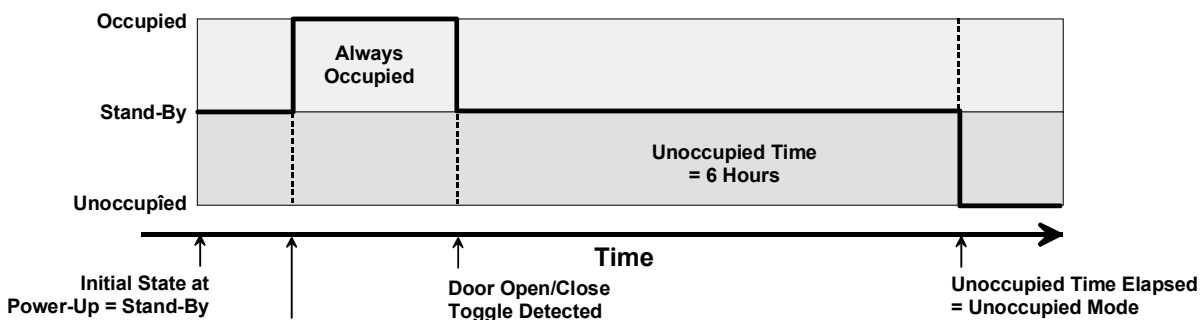 Occupied
Always
Occupied
Stand-By
Unoccupied Time
= 6 Hours
Unoccupîed
Time
Initial State at
Power-Up = Stand-By
Door Open/Close
Toggle Detected
Unoccupied Time Elapsed
= Unoccupied Mode